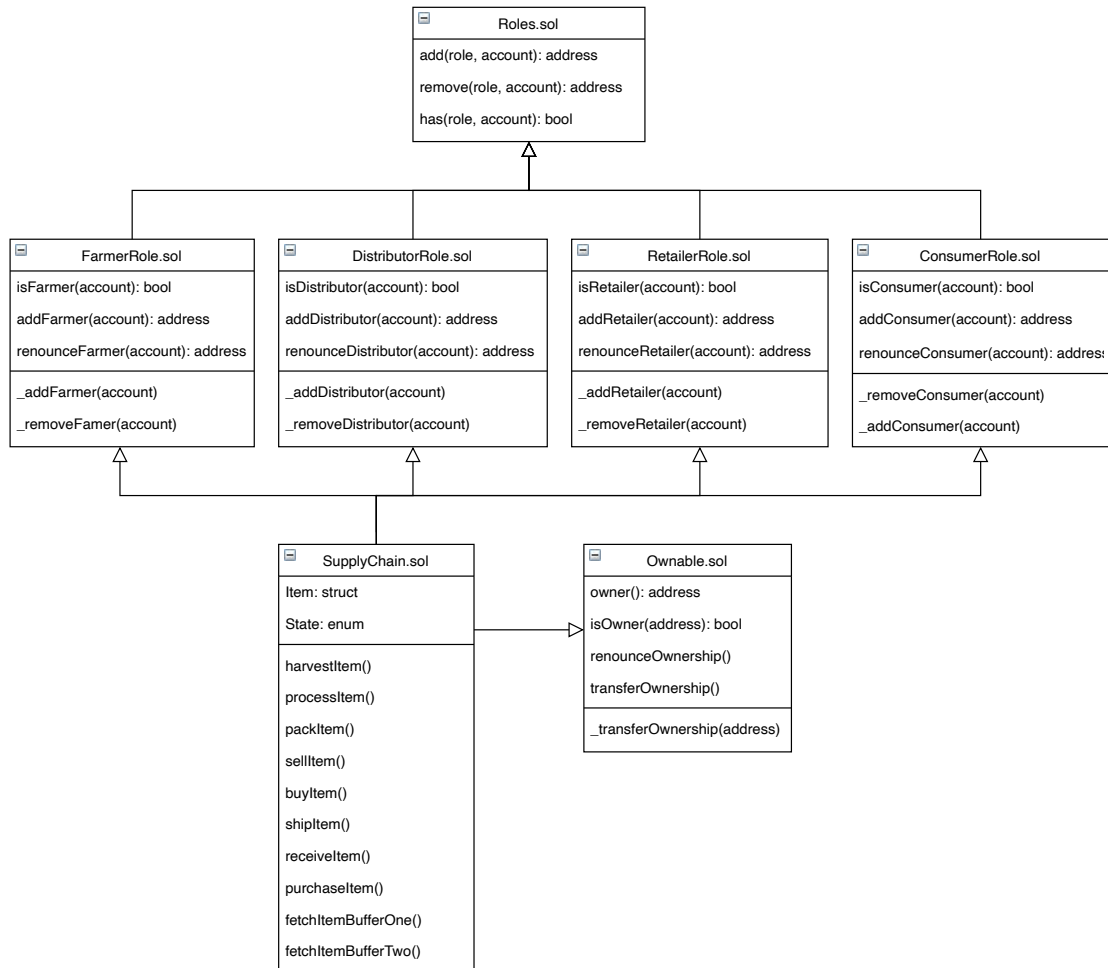 Roles.sol
add(role, account): address
remove(role, account): address
has(role, account): bool
FarmerRole.sol
isFarmer(account): bool
addFarmer(account): address
renounceFarmer(account): address
_addFarmer(account)
_removeFamer(account)
DistributorRole.sol
isDistributor(account): bool
addDistributor(account): address
renounceDistributor(account): address
_addDistributor(account)
_removeDistributor(account)
RetailerRole.sol
isRetailer(account): bool
addRetailer(account): address
renounceRetailer(account): address
_addRetailer(account)
_removeRetailer(account)
ConsumerRole.sol
isConsumer(account): bool
addConsumer(account): address
renounceConsumer(account): address
_removeConsumer(account)
_addConsumer(account)
SupplyChain.sol
Item: struct
State: enum
harvestItem()
processItem()
packItem()
sellItem()
buyItem()
shipItem()
receiveItem()
purchaseItem()
fetchItemBufferOne()
fetchItemBufferTwo()
Ownable.sol
owner(): address
isOwner(address): bool
renounceOwnership()
transferOwnership()
_transferOwnership(address)